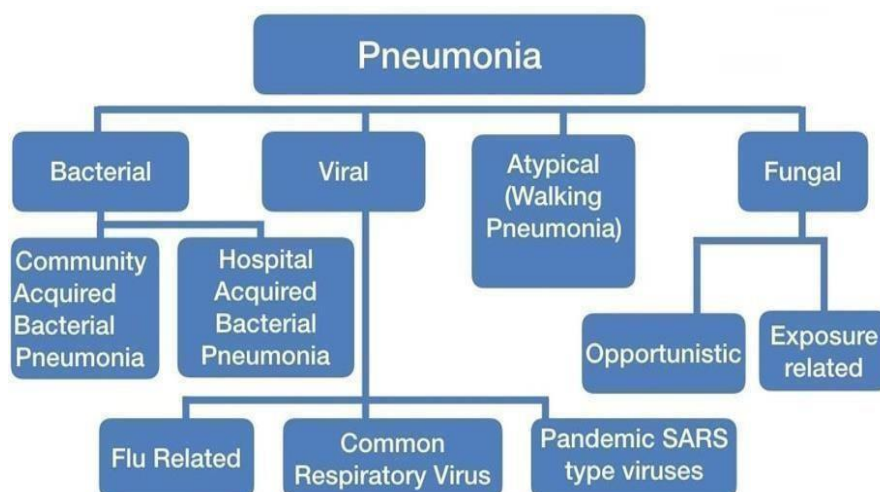 Pneumonia
Bacterial
Viral
Atypical
(Walking
Pneumonia)
Fungal
Community
Acquired
Bacterial
Pneumonia
Hospital
Acquired
Bacterial
Pneumonia
Opportunistic
Exposure
related
Flu Related
Common
Respiratory Virus
Pandemic SARS
type viruses